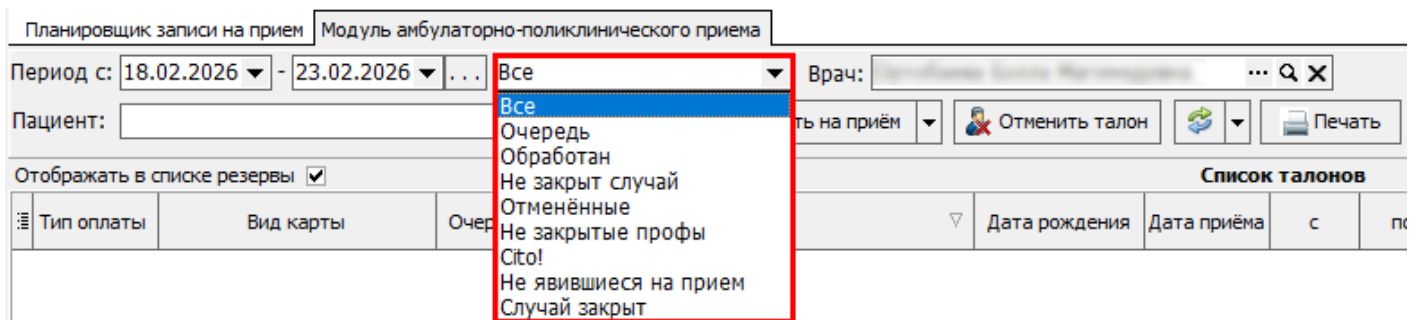 Планировщик записи на прием Модуль амбулаторно-поликлинического приема
Период с: 18.02.2026 - 23.02.2026 ... Все Врач: ...
Все
Пациент: ть на приём Отменить талон Печать
Очередь
Обработан
Отображать в списке резервы Не закрыт случай Список талонов
Отменённые
Тип оплаты Вид карты Очер Не закрытые профы Дата рождения Дата приёма с по
Cito!
Не явившиеся на прием
Случай закрыт